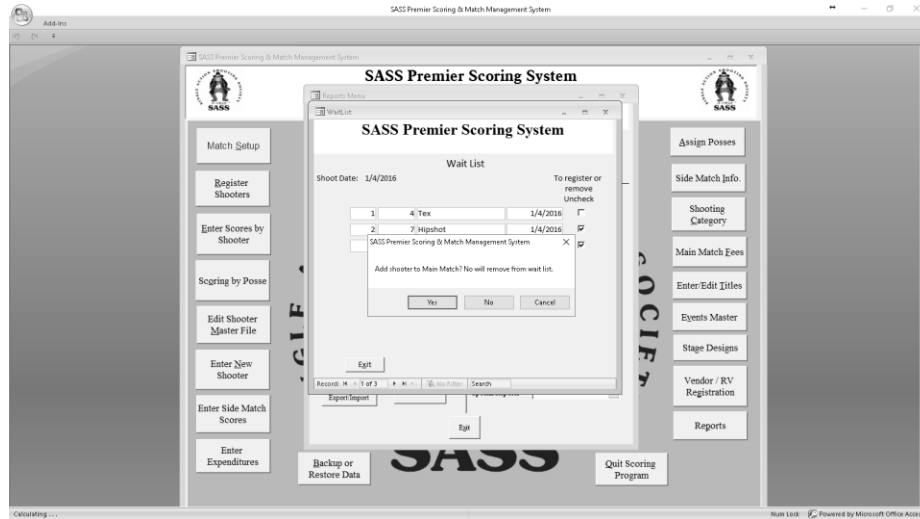 SASS Premier Scoring & Match Management System
Add-Ins
SASS Premier Scoring & Match Management System
SASS Premier Scoring System
SASS
SASS
Reports Menu
WaitList
SASS Premier Scoring System
Wait List
Shoot Date: 1/4/2016
To register or
remove
Uncheck
1 4 Tex 1/4/2016
2 7 Hipshot 1/4/2016
SASS Premier Scoring & Match Management System
Add shooter to Main Match? No will remove from wait list.
Yes
No
Cancel
Exit
Record: 1 of 3 No Filter Search
Export/Import
Exit
Match Setup
Register
Shooters
Enter Scores by
Shooter
Scoring by Posse
Edit Shooter
Master File
Enter New
Shooter
Enter Side Match
Scores
Enter
Expenditures
Assign Posses
Side Match Info.
Shooting
Category
Main Match Fees
Enter/Edit Titles
Events Master
Stage Designs
Vendor / RV
Registration
Reports
SASS
Backup or
Restore Data
Quit Scoring
Program
Calculating . . .
Num Lock